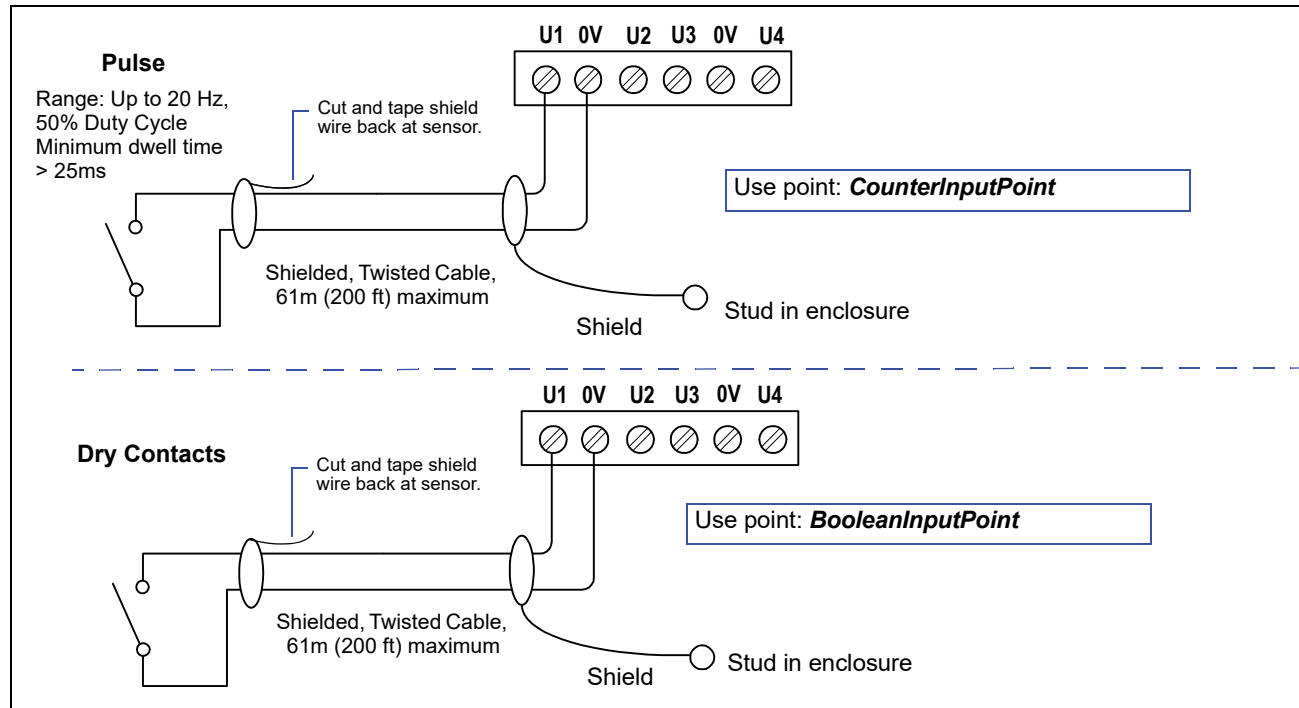 U1 0V U2 U3 0V U4
Pulse
Range: Up to 20 Hz,
50% Duty Cycle
Minimum dwell time
> 25ms
Cut and tape shield
wire back at sensor.
Use point: CounterInputPoint
Shielded, Twisted Cable,
61m (200 ft) maximum
Shield
Stud in enclosure
U1 0V U2 U3 0V U4
Dry Contacts
Cut and tape shield
wire back at sensor.
Use point: BooleanInputPoint
Shielded, Twisted Cable,
61m (200 ft) maximum
Shield
Stud in enclosure